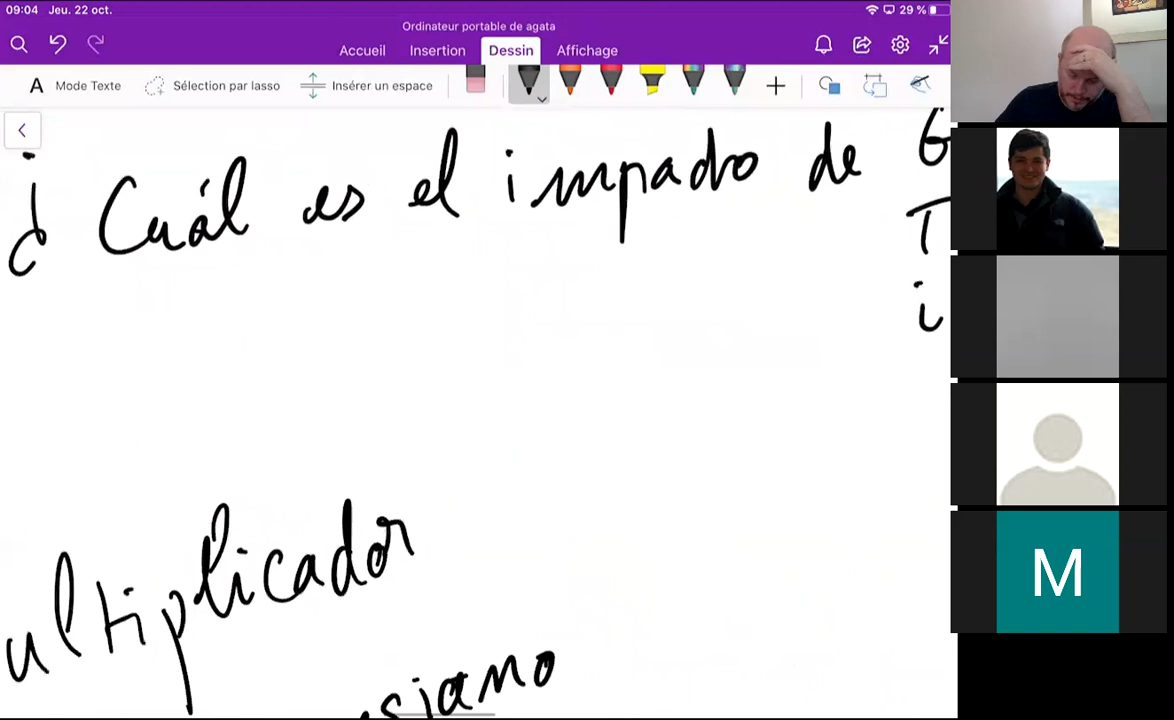 09:04 Jeu. 22 oct.
29 %
Ordinateur portable de agata
Accueil Insertion Dessin Affichage
A Mode Texte Sélection par lasso Insérer un espace
¿ Cuál es el impacto de G
T
i
ultiplicador
siano
M